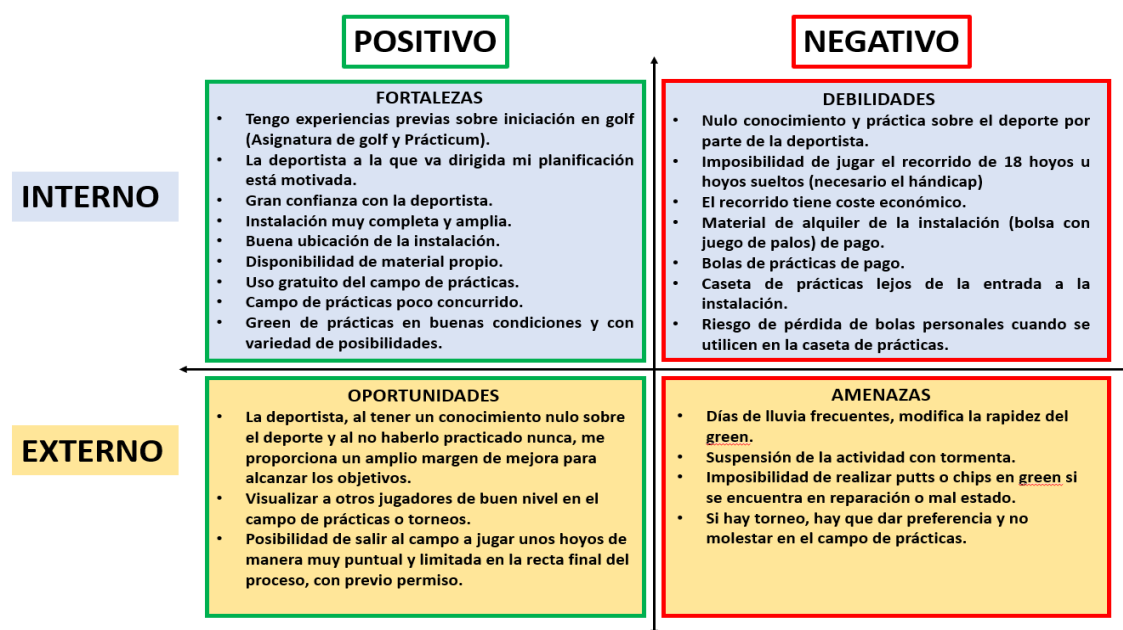 POSITIVO
NEGATIVO
INTERNO
FORTALEZAS
• Tengo experiencias previas sobre iniciación en golf
(Asignatura de golf y Prácticum).
• La deportista a la que va dirigida mi planificación
está motivada.
• Gran confianza con la deportista.
• Instalación muy completa y amplia.
• Buena ubicación de la instalación.
• Disponibilidad de material propio.
• Uso gratuito del campo de prácticas.
• Campo de prácticas poco concurrido.
• Green de prácticas en buenas condiciones y con
variedad de posibilidades.
DEBILIDADES
• Nulo conocimiento y práctica sobre el deporte por
parte de la deportista.
• Imposibilidad de jugar el recorrido de 18 hoyos u
hoyos sueltos (necesario el hándicap)
• El recorrido tiene coste económico.
• Material de alquiler de la instalación (bolsa con
juego de palos) de pago.
• Bolas de prácticas de pago.
• Caseta de prácticas lejos de la entrada a la
instalación.
• Riesgo de pérdida de bolas personales cuando se
utilicen en la caseta de prácticas.
EXTERNO
OPORTUNIDADES
• La deportista, al tener un conocimiento nulo sobre
el deporte y al no haberlo practicado nunca, me
proporciona un amplio margen de mejora para
alcanzar los objetivos.
• Visualizar a otros jugadores de buen nivel en el
campo de prácticas o torneos.
• Posibilidad de salir al campo a jugar unos hoyos de
manera muy puntual y limitada en la recta final del
proceso, con previo permiso.
AMENAZAS
• Días de lluvia frecuentes, modifica la rapidez del
green.
• Suspensión de la actividad con tormenta.
• Imposibilidad de realizar putts o chips en green si
se encuentra en reparación o mal estado.
• Si hay torneo, hay que dar preferencia y no
molestar en el campo de prácticas.